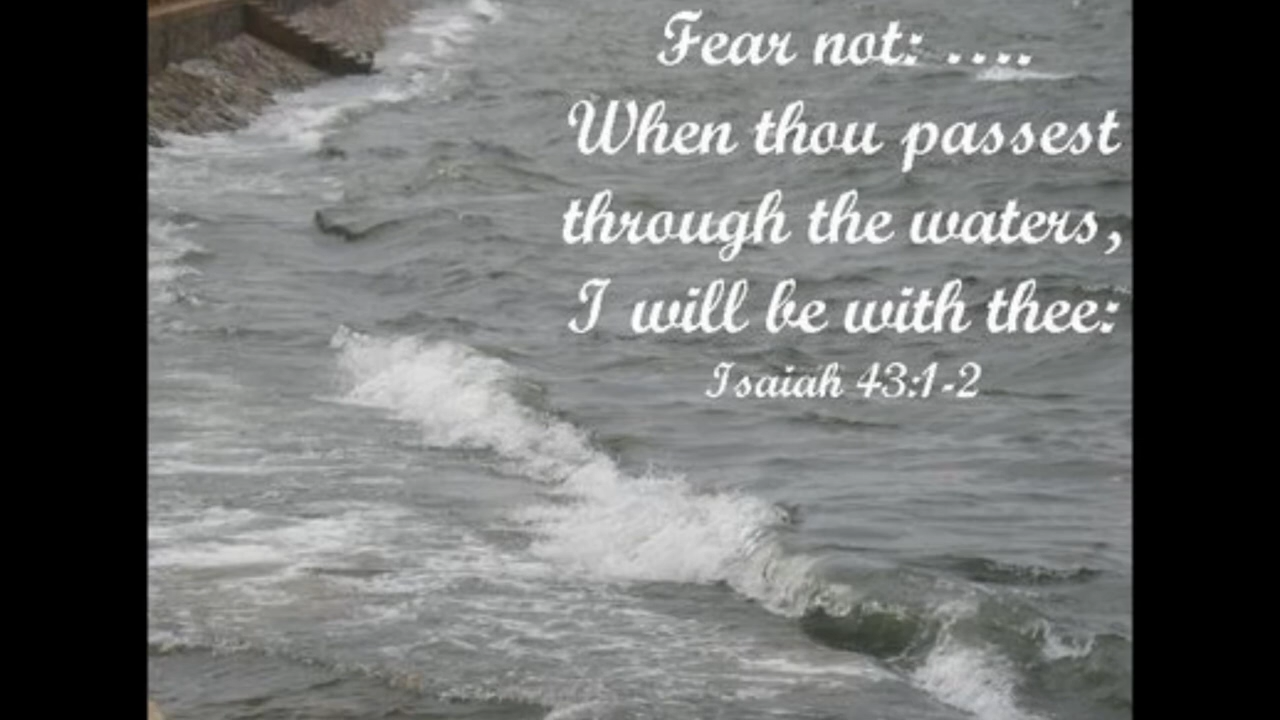 Fear not: ....
When thou passest
through the waters,
I will be with thee:
Isaiah 43:1-2